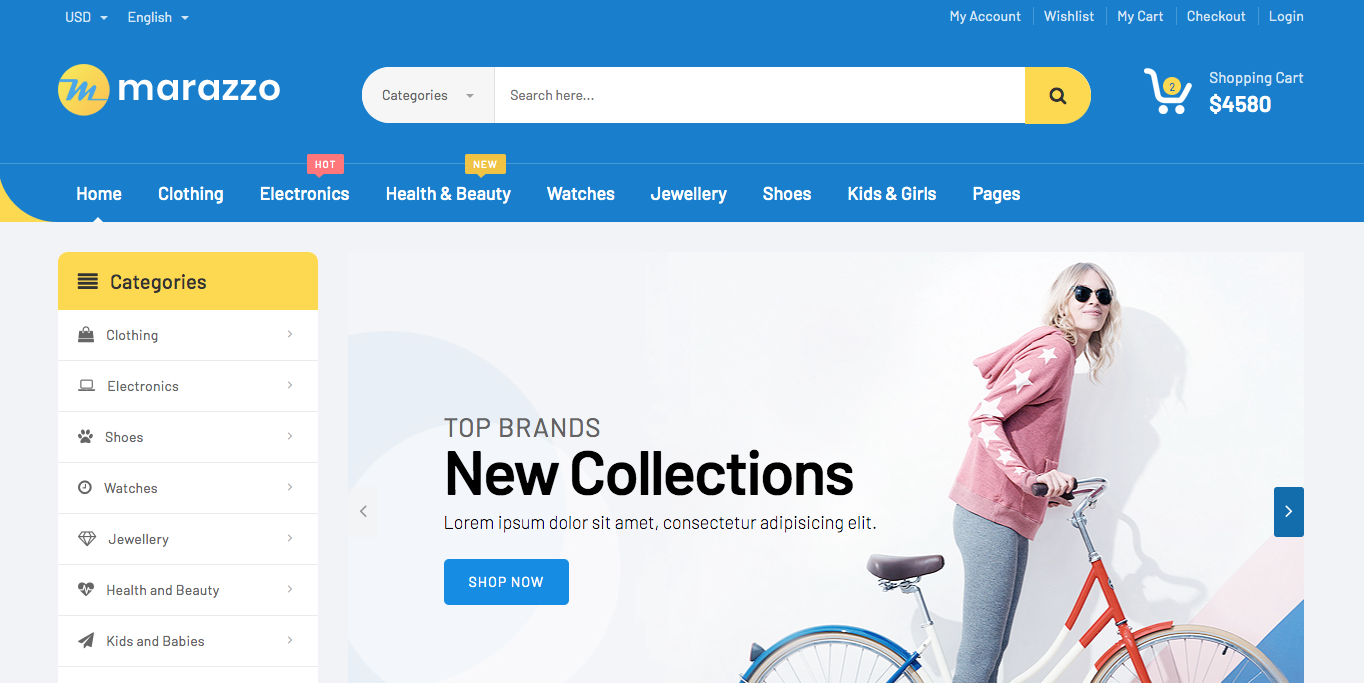 USD English My Account Wishlist My Cart Checkout Login
m marazzo Categories Search here... 2 Shopping Cart
$4580
HOT NEW
Home Clothing Electronics Health & Beauty Watches Jewellery Shoes Kids & Girls Pages
Categories
Clothing
Electronics
Shoes
Watches
Jewellery
Health and Beauty
Kids and Babies
TOP BRANDS
New Collections
Lorem ipsum dolor sit amet, consectetur adipisicing elit.
SHOP NOW